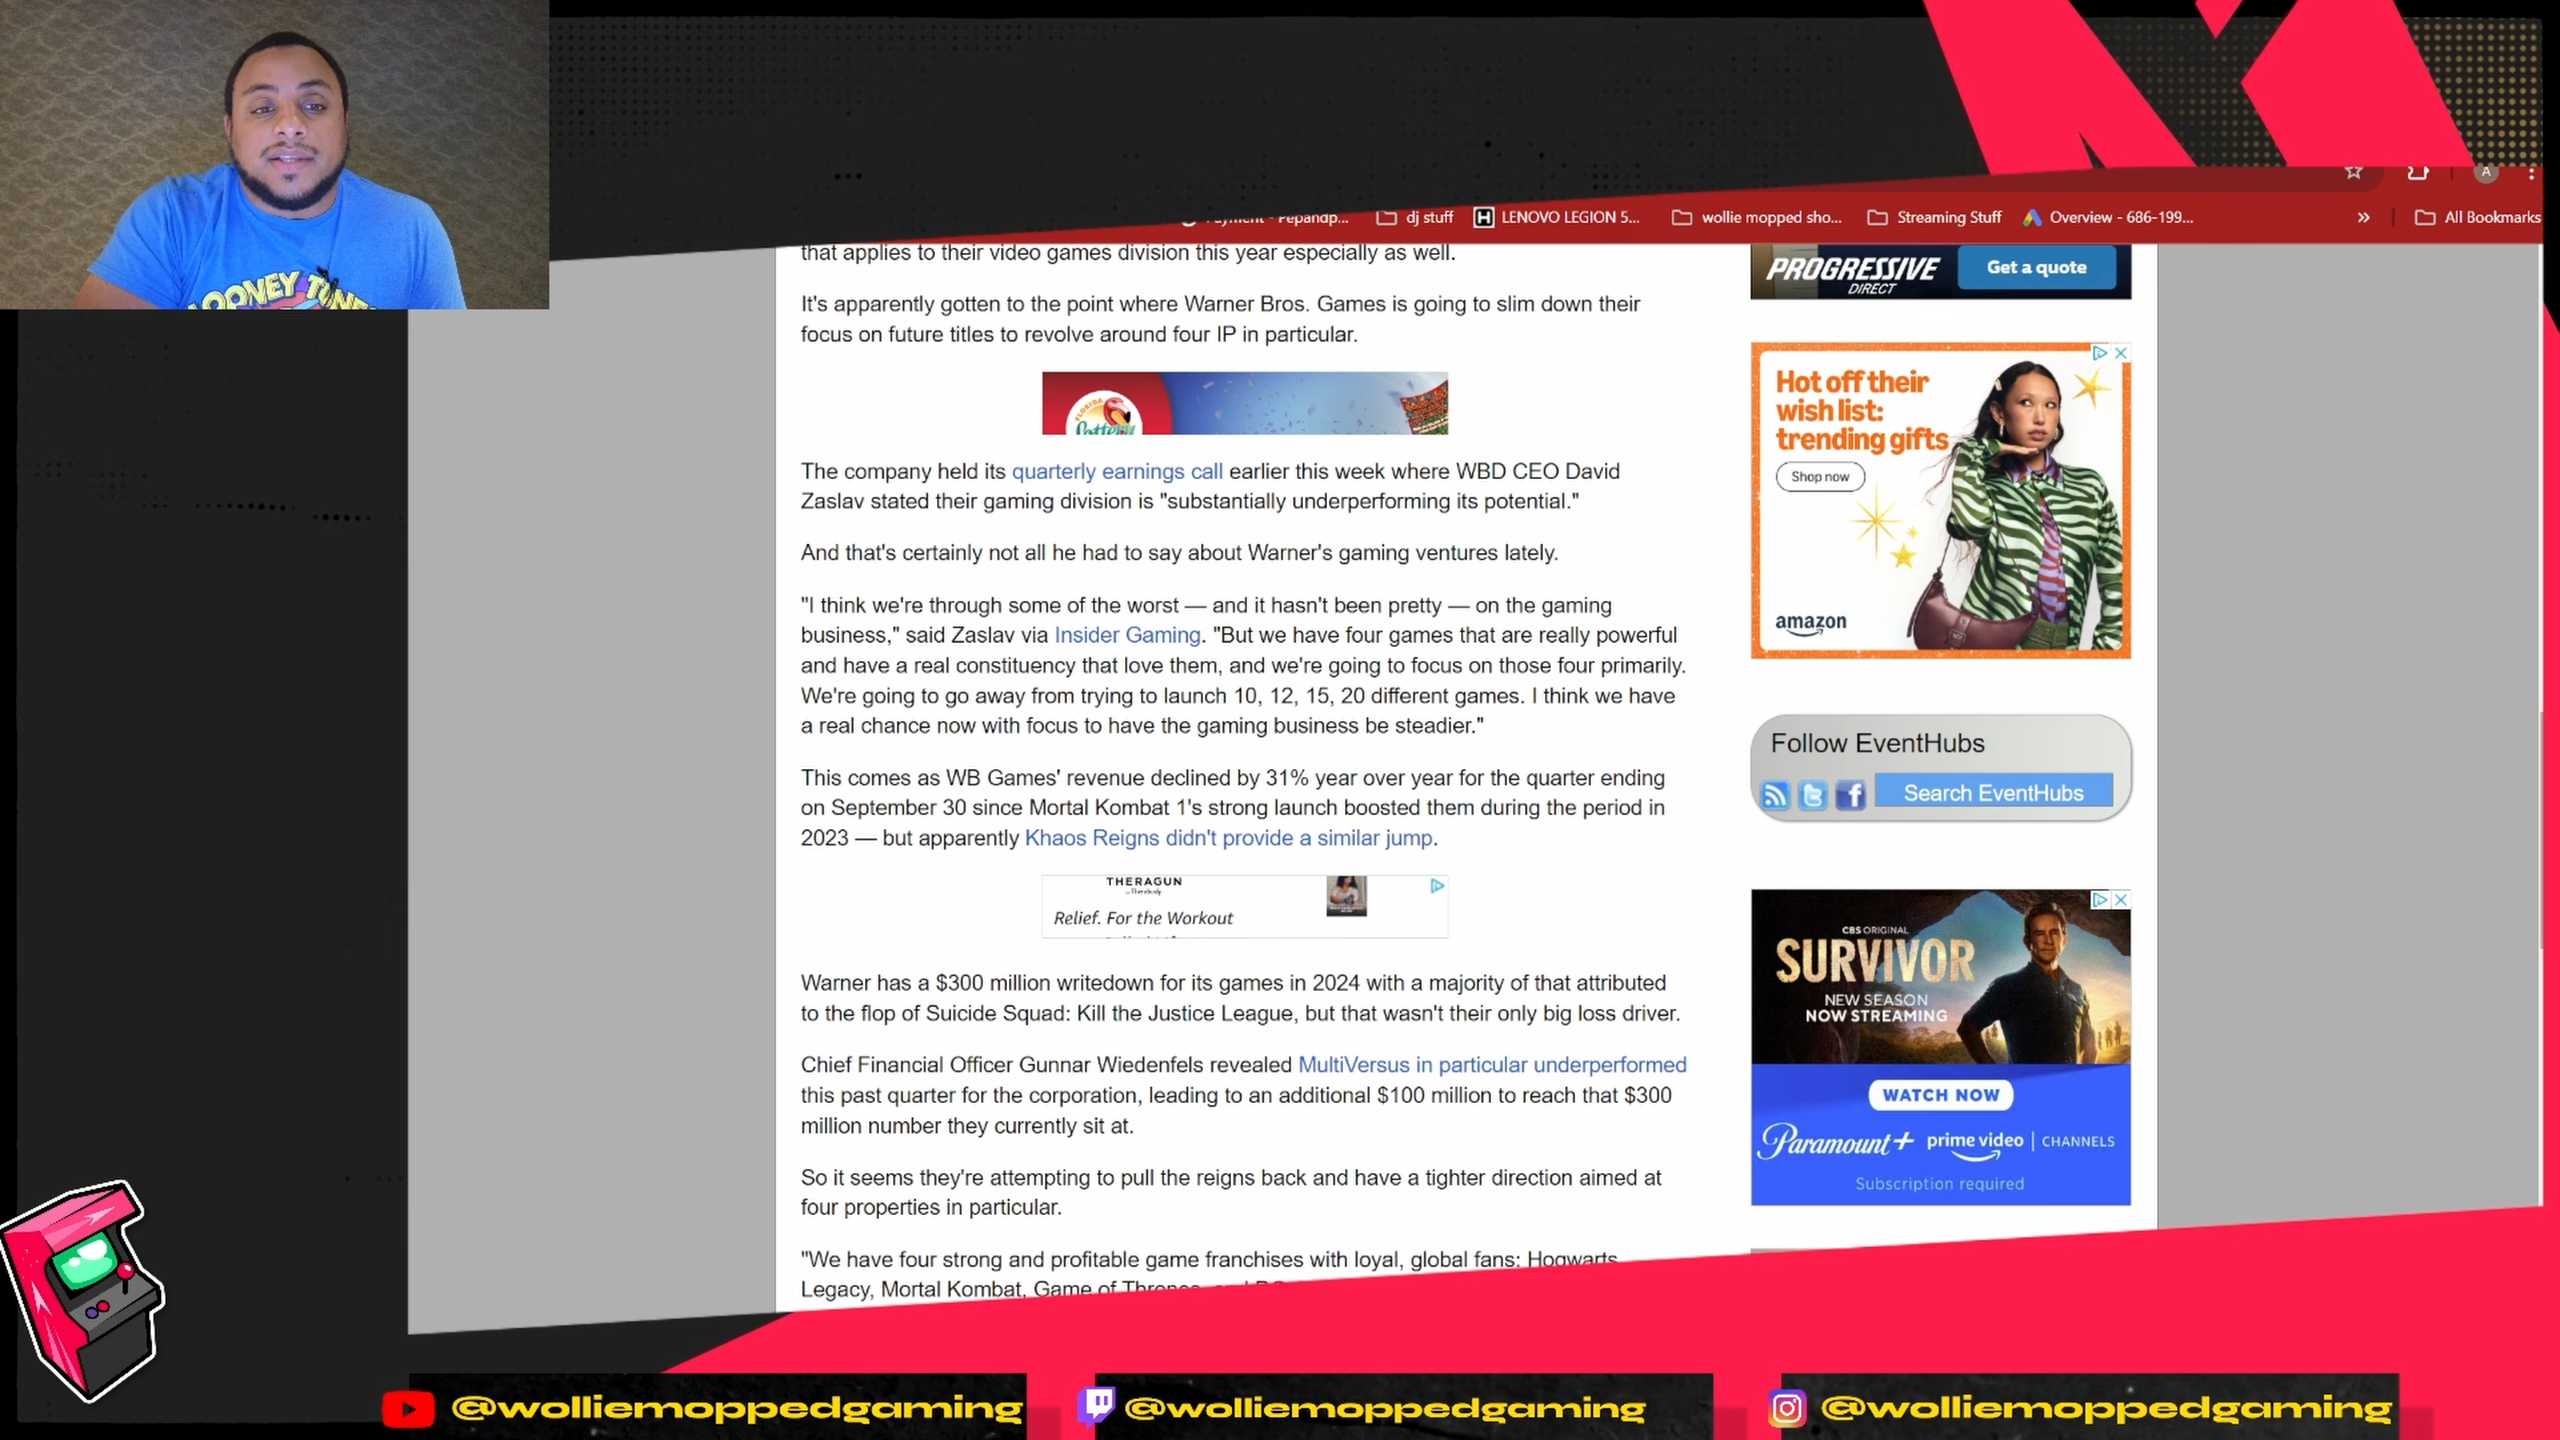 LOONEY TUNES
dj stuff
LENOVO LEGION 5...
wollie mopped sho...
Streaming Stuff
Overview - 686-199...
»
All Bookmarks
A
that applies to their video games division this year especially as well.
It's apparently gotten to the point where Warner Bros. Games is going to slim down their
focus on future titles to revolve around four IP in particular.
FLORIDA
Lottery
The company held its quarterly earnings call earlier this week where WBD CEO David
Zaslav stated their gaming division is "substantially underperforming its potential."
And that's certainly not all he had to say about Warner's gaming ventures lately.
"I think we're through some of the worst — and it hasn't been pretty — on the gaming
business," said Zaslav via Insider Gaming. "But we have four games that are really powerful
and have a real constituency that love them, and we're going to focus on those four primarily.
We're going to go away from trying to launch 10, 12, 15, 20 different games. I think we have
a real chance now with focus to have the gaming business be steadier."
This comes as WB Games' revenue declined by 31% year over year for the quarter ending
on September 30 since Mortal Kombat 1's strong launch boosted them during the period in
2023 — but apparently Khaos Reigns didn't provide a similar jump.
THERAGUN
Relief. For the Workout
Warner has a $300 million writedown for its games in 2024 with a majority of that attributed
to the flop of Suicide Squad: Kill the Justice League, but that wasn't their only big loss driver.
Chief Financial Officer Gunnar Wiedenfels revealed MultiVersus in particular underperformed
this past quarter for the corporation, leading to an additional $100 million to reach that $300
million number they currently sit at.
So it seems they're attempting to pull the reigns back and have a tighter direction aimed at
four properties in particular.
"We have four strong and profitable game franchises with loyal, global fans: Hogwarts
Legacy, Mortal Kombat, Game of Thrones,
PROGRESSIVE
DIRECT
Get a quote
Hot off their
wish list:
trending gifts
Shop now
amazon
Follow EventHubs
Search EventHubs
CBS ORIGINAL
SURVIVOR
NEW SEASON
NOW STREAMING
WATCH NOW
Paramount+ prime video | CHANNELS
Subscription required
@wolliemoppedgaming
@wolliemoppedgaming
@wolliemoppedgaming